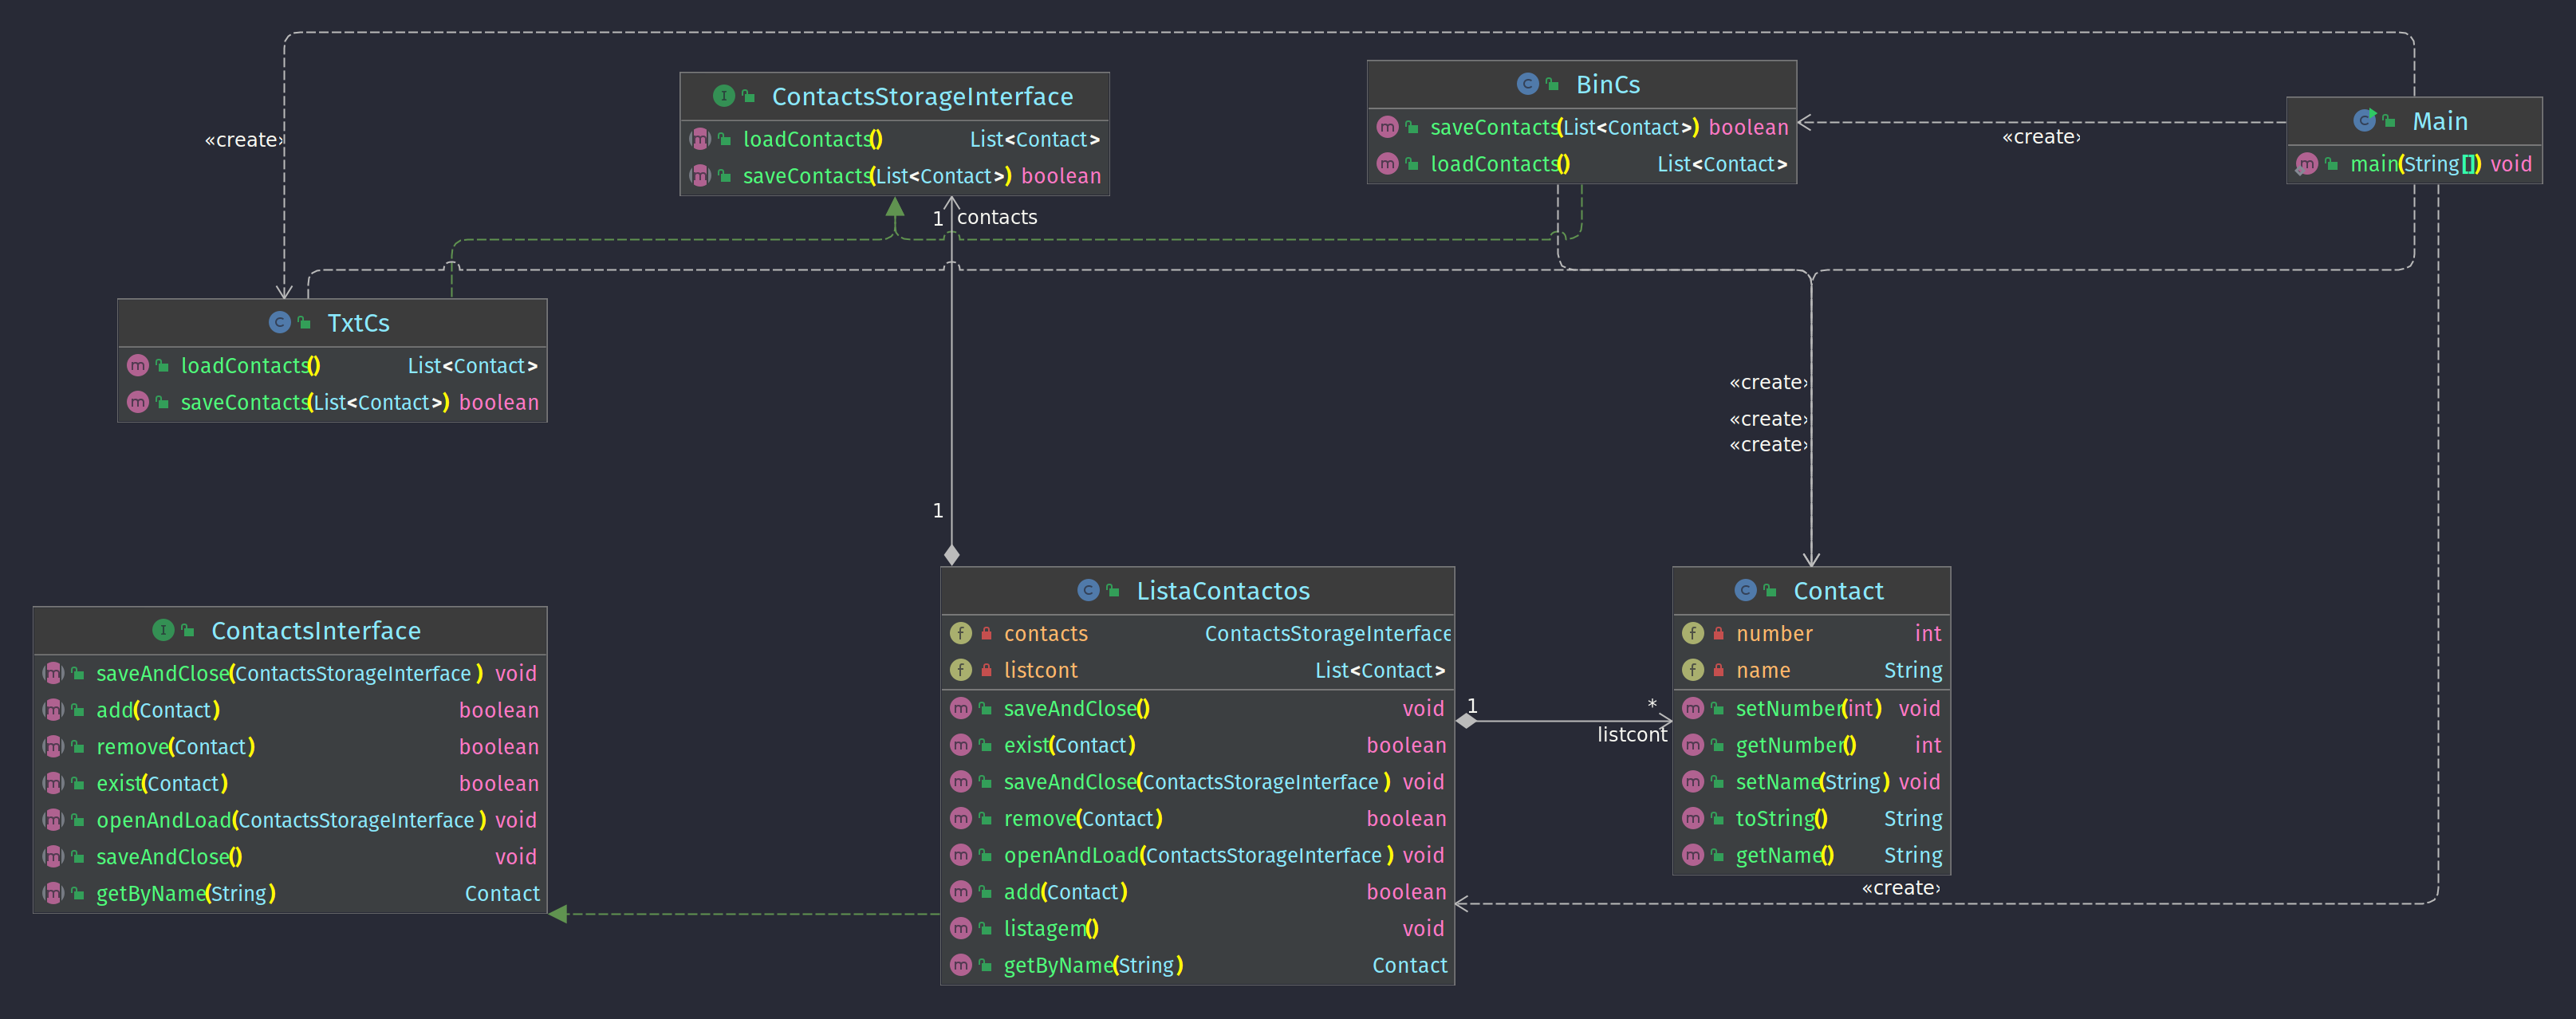 ContactsStorageInterface
loadContacts() List<Contact>
saveContacts(List<Contact>) boolean
BinCs
saveContacts(List<Contact>) boolean
loadContacts() List<Contact>
Main
main(String[]) void
«create»
«create»
1 contacts
TxtCs
loadContacts() List<Contact>
saveContacts(List<Contact>) boolean
«create»
«create»
«create»
1
ContactsInterface
saveAndClose(ContactsStorageInterface) void
add(Contact) boolean
remove(Contact) boolean
exist(Contact) boolean
openAndLoad(ContactsStorageInterface) void
saveAndClose() void
getByName(String) Contact
ListaContactos
contacts ContactsStorageInterface
listcont List<Contact>
saveAndClose() void
exist(Contact) boolean
saveAndClose(ContactsStorageInterface) void
remove(Contact) boolean
openAndLoad(ContactsStorageInterface) void
add(Contact) boolean
listagem() void
getByName(String) Contact
1 *
listcont
Contact
number int
name String
setNumber(int) void
getNumber() int
setName(String) void
toString() String
getName() String
«create»